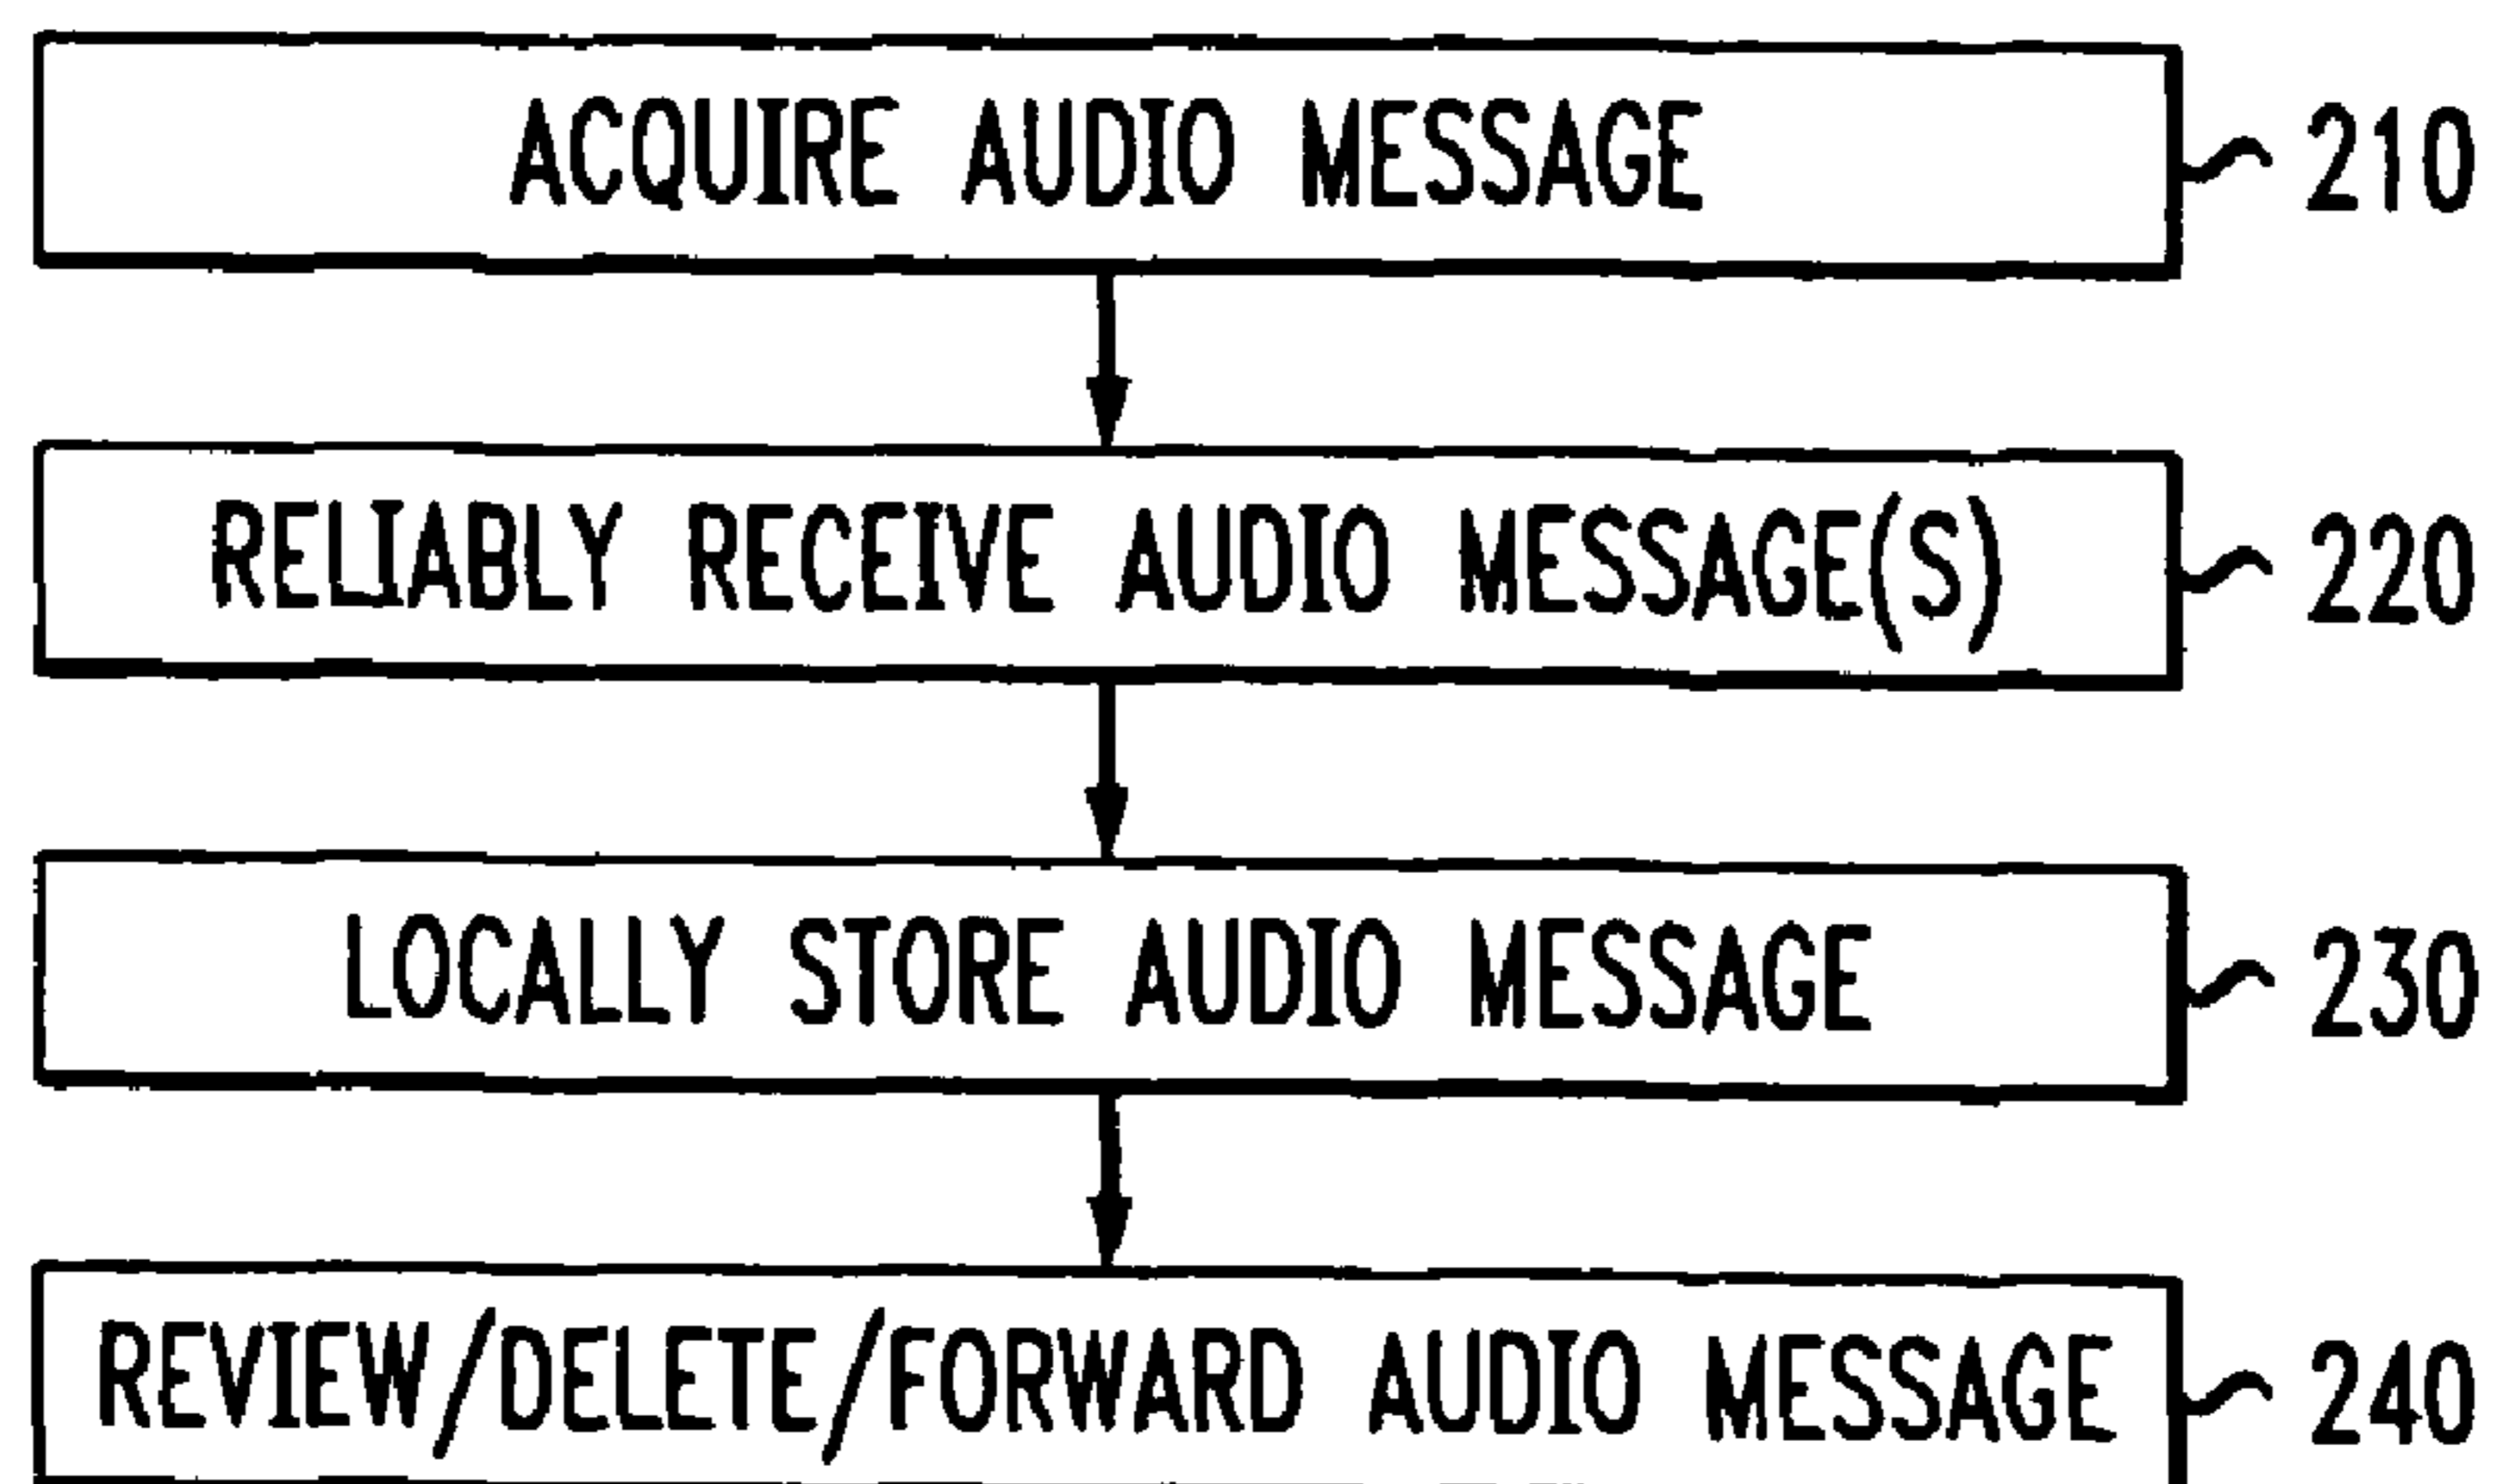 ACQUIRE AUDIO MESSAGE 210
RELIABLY RECEIVE AUDIO MESSAGE(S) 220
LOCALLY STORE AUDIO MESSAGE 230
REVIEW/DELETE/FORWARD AUDIO MESSAGE 240